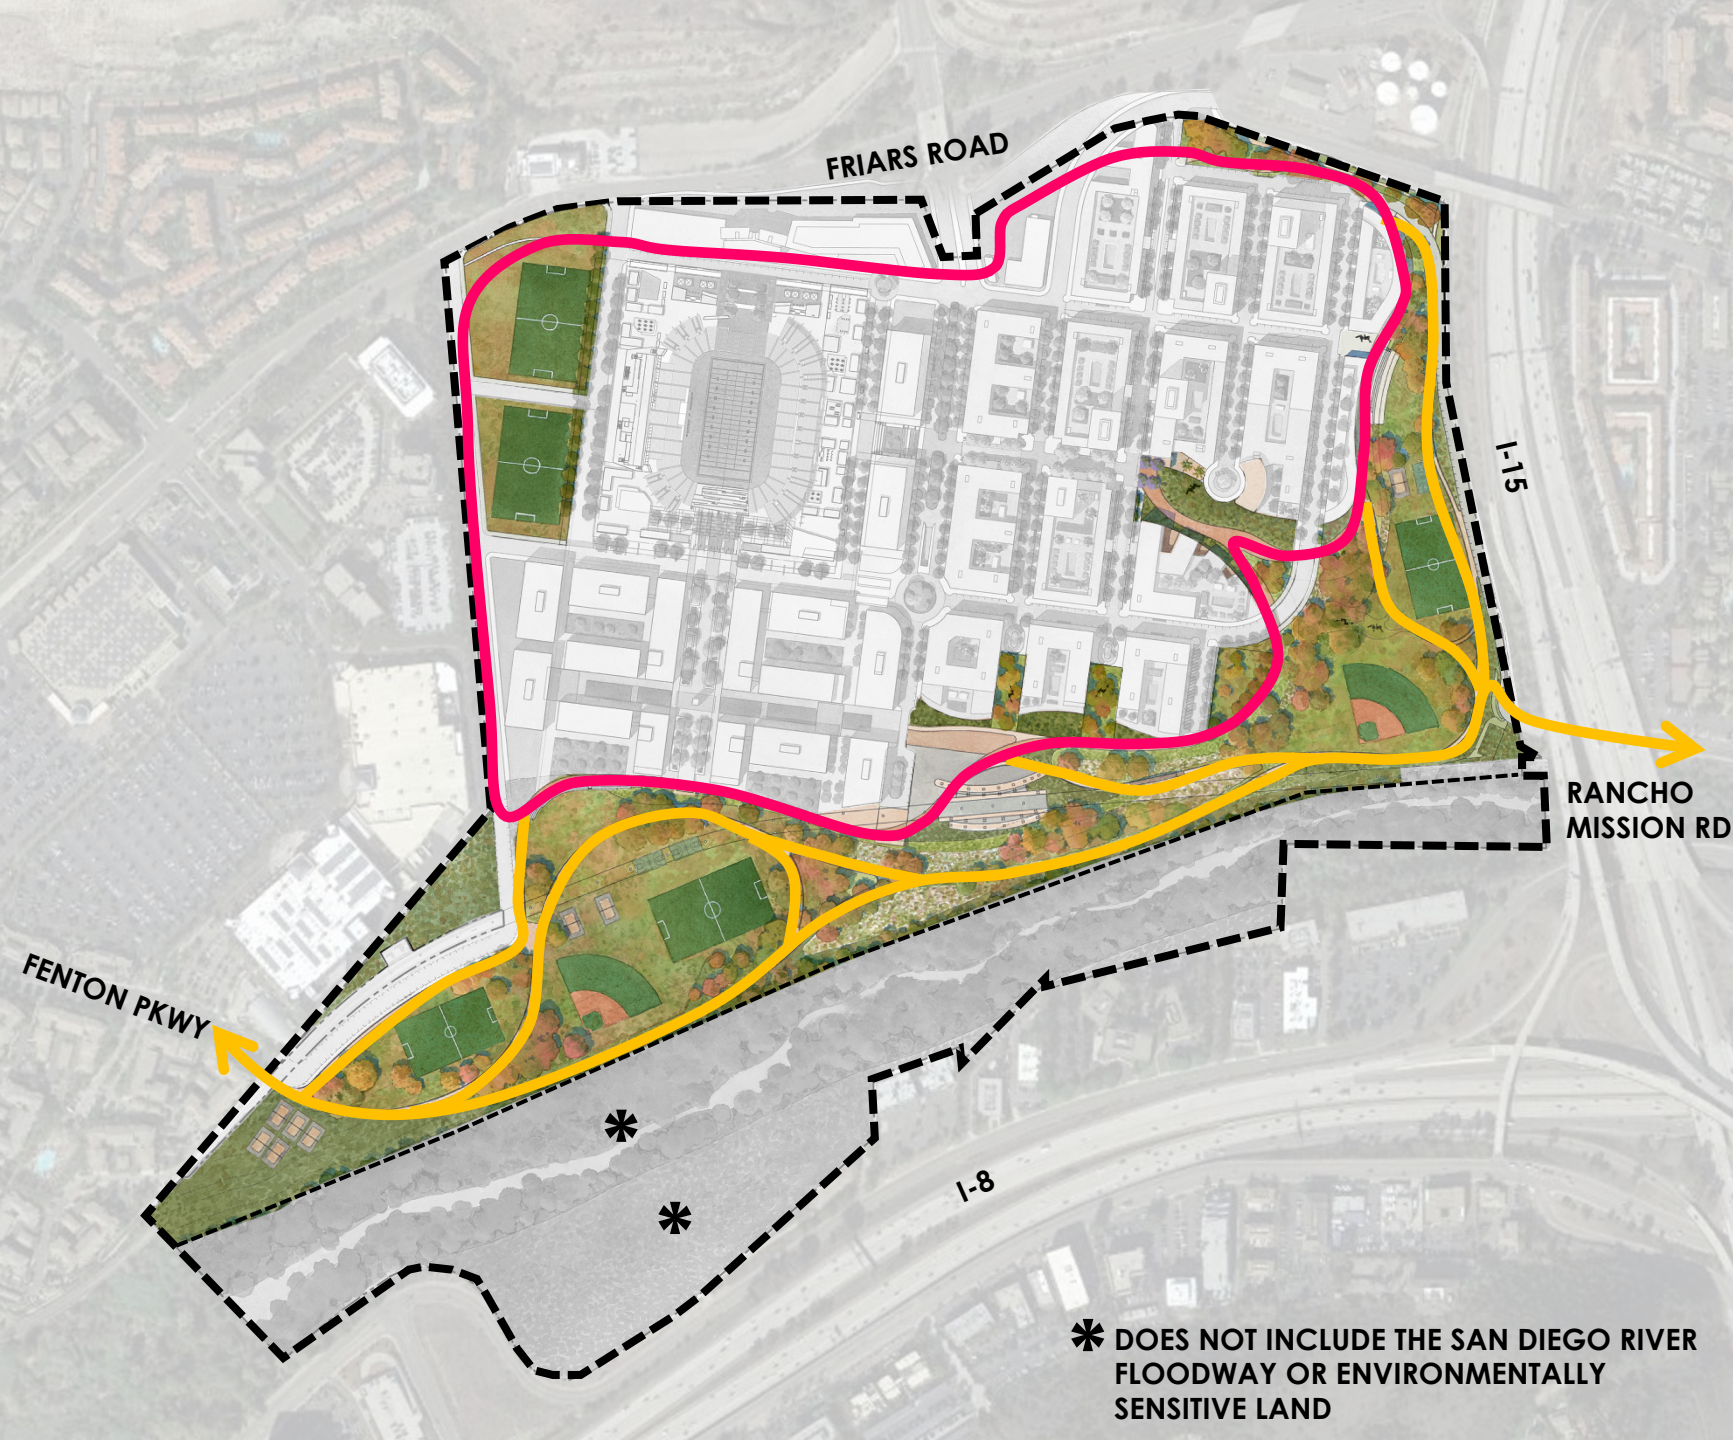 FRIARS ROAD
I-15
RANCHO
MISSION RD
FENTON PKWY
I-8
* DOES NOT INCLUDE THE SAN DIEGO RIVER
FLOODWAY OR ENVIRONMENTALLY
SENSITIVE LAND